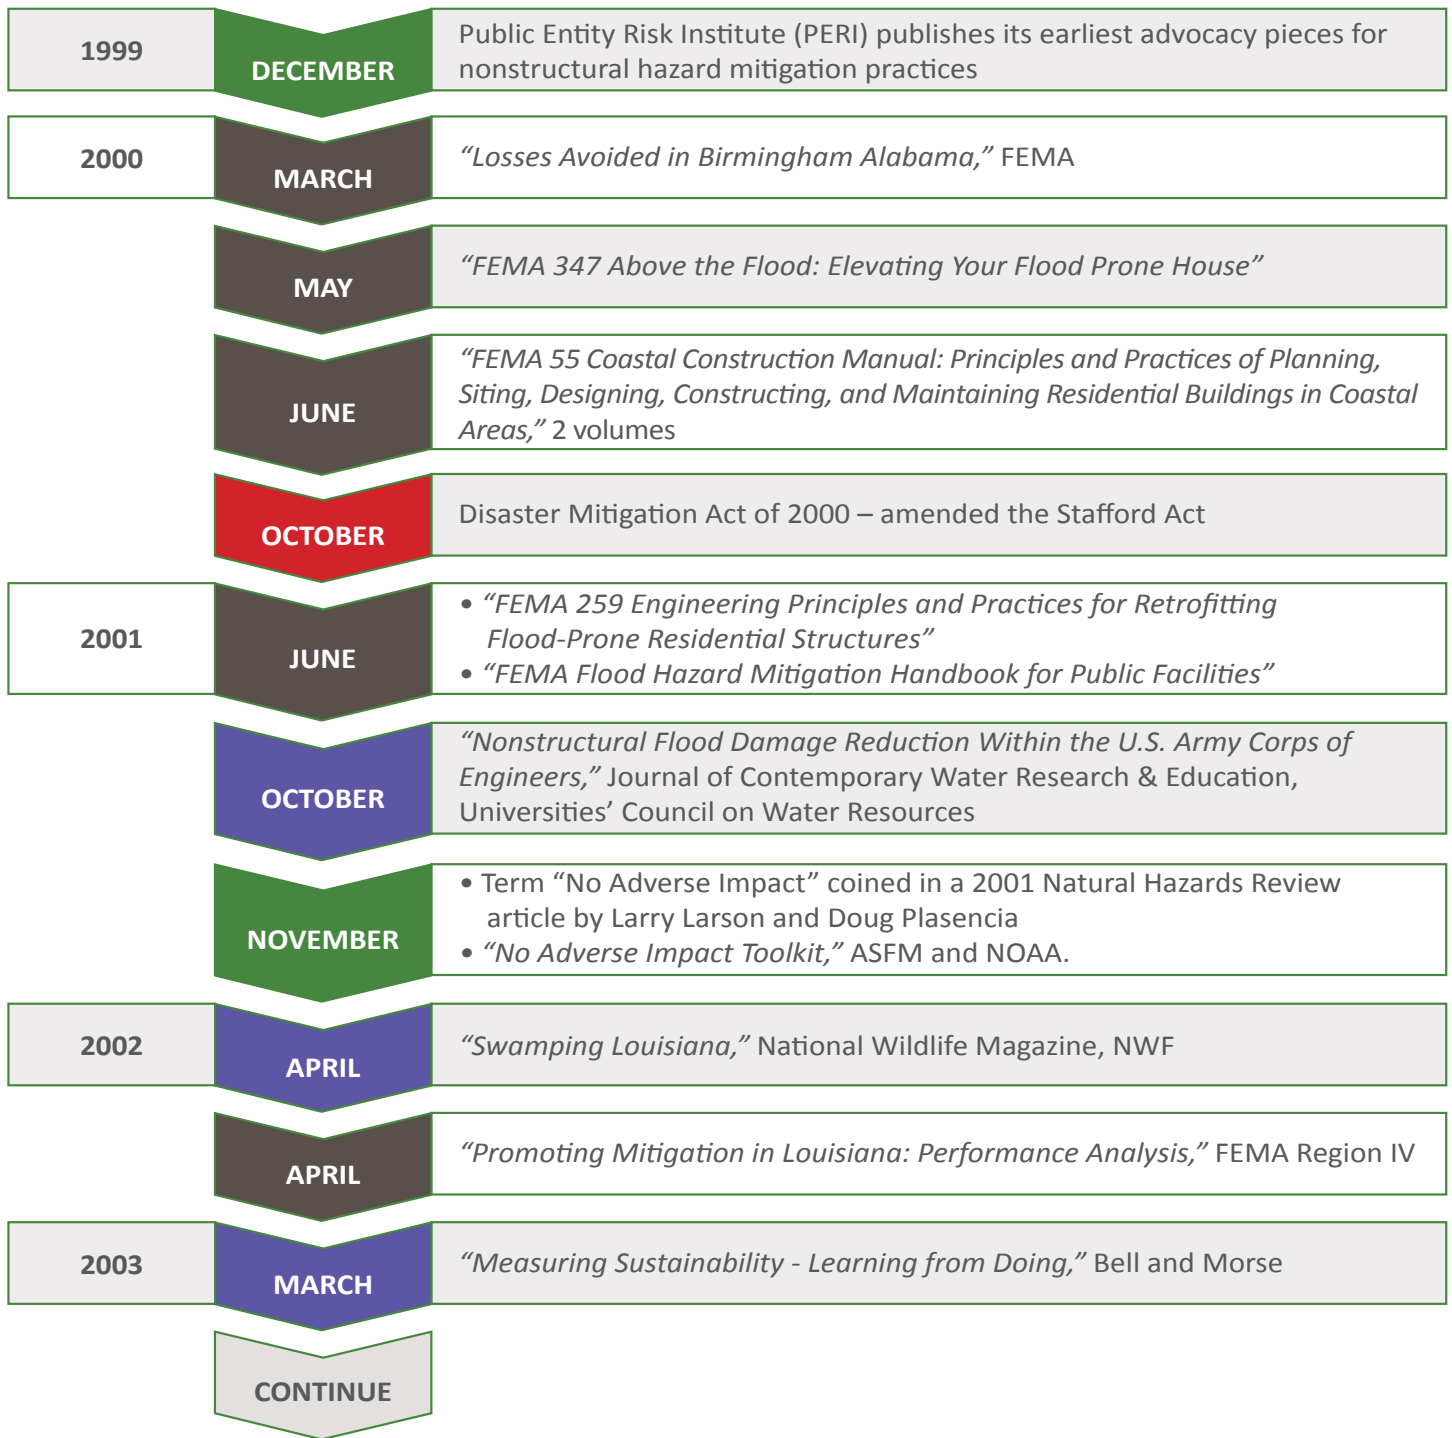 1999
DECEMBER
Public Entity Risk Institute (PERI) publishes its earliest advocacy pieces for
nonstructural hazard mitigation practices
2000
MARCH
“Losses Avoided in Birmingham Alabama,” FEMA
MAY
“FEMA 347 Above the Flood: Elevating Your Flood Prone House”
JUNE
“FEMA 55 Coastal Construction Manual: Principles and Practices of Planning,
Siting, Designing, Constructing, and Maintaining Residential Buildings in Coastal
Areas,” 2 volumes
OCTOBER
Disaster Mitigation Act of 2000 – amended the Stafford Act
2001
JUNE
• “FEMA 259 Engineering Principles and Practices for Retrofitting
Flood-Prone Residential Structures”
• “FEMA Flood Hazard Mitigation Handbook for Public Facilities”
OCTOBER
“Nonstructural Flood Damage Reduction Within the U.S. Army Corps of
Engineers,” Journal of Contemporary Water Research & Education,
Universities’ Council on Water Resources
NOVEMBER
• Term “No Adverse Impact” coined in a 2001 Natural Hazards Review
article by Larry Larson and Doug Plasencia
• “No Adverse Impact Toolkit,” ASFM and NOAA.
2002
APRIL
“Swamping Louisiana,” National Wildlife Magazine, NWF
APRIL
“Promoting Mitigation in Louisiana: Performance Analysis,” FEMA Region IV
2003
MARCH
“Measuring Sustainability - Learning from Doing,” Bell and Morse
CONTINUE